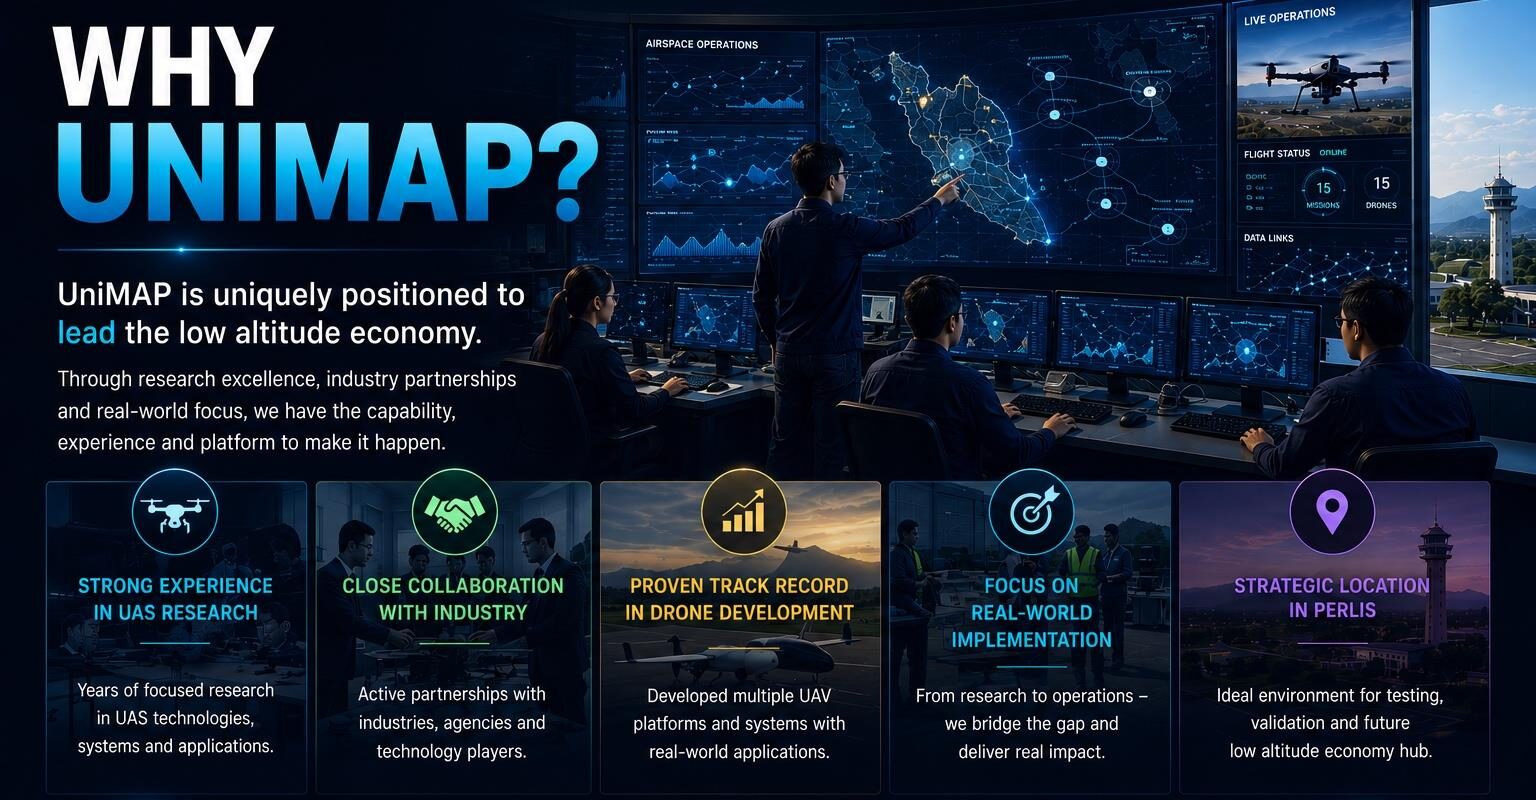 WHY
UNIMAP?
UniMAP is uniquely positioned to
lead the low altitude economy.
Through research excellence, industry partnerships
and real-world focus, we have the capability,
experience and platform to make it happen.
AIRSPACE OPERATIONS
LIVE OPERATIONS
FLIGHT STATUS ONLINE
15
MISSIONS
15
DRONES
DATA LINKS
STRONG EXPERIENCE
IN UAS RESEARCH
Years of focused research
in UAS technologies,
systems and applications.
CLOSE COLLABORATION
WITH INDUSTRY
Active partnerships with
industries, agencies and
technology players.
PROVEN TRACK RECORD
IN DRONE DEVELOPMENT
Developed multiple UAV
platforms and systems with
real-world applications.
FOCUS ON
REAL-WORLD
IMPLEMENTATION
From research to operations –
we bridge the gap and
deliver real impact.
STRATEGIC LOCATION
IN PERLIS
Ideal environment for testing,
validation and future
low altitude economy hub.